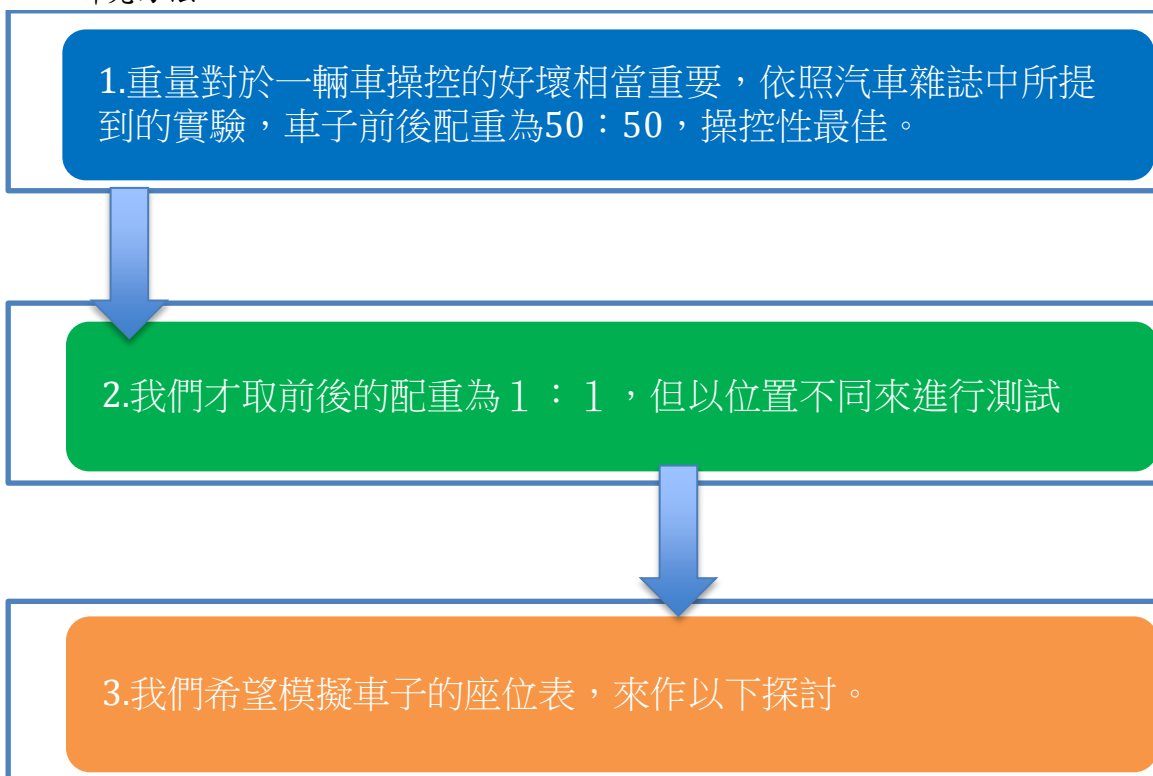 1.重量對於一輛車操控的好壞相當重要，依照汽車雜誌中所提
到的實驗，車子前後配重為50：50，操控性最佳。
2.我們才取前後的配重為１：１，但以位置不同來進行測試
3.我們希望模擬車子的座位表，來作以下探討。